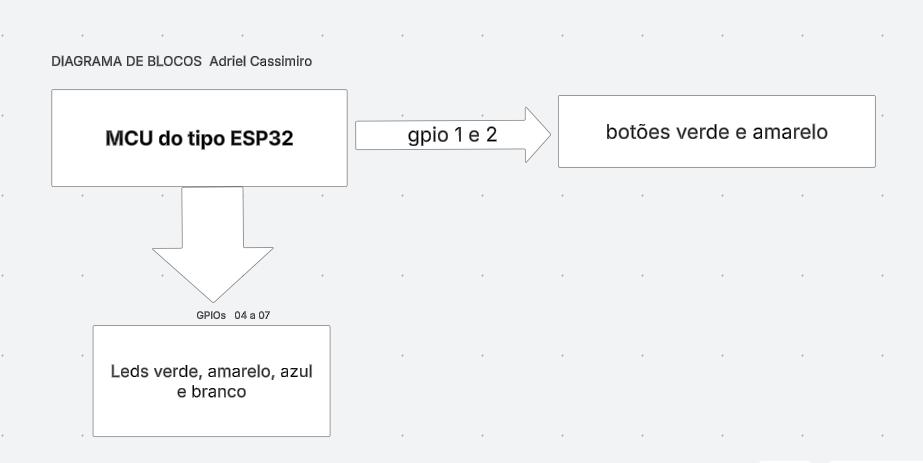 DIAGRAMA DE BLOCOS Adriel Cassimiro
MCU do tipo ESP32
gpio 1 e 2
botões verde e amarelo
GPIOs 04 a 07
Leds verde, amarelo, azul
e branco